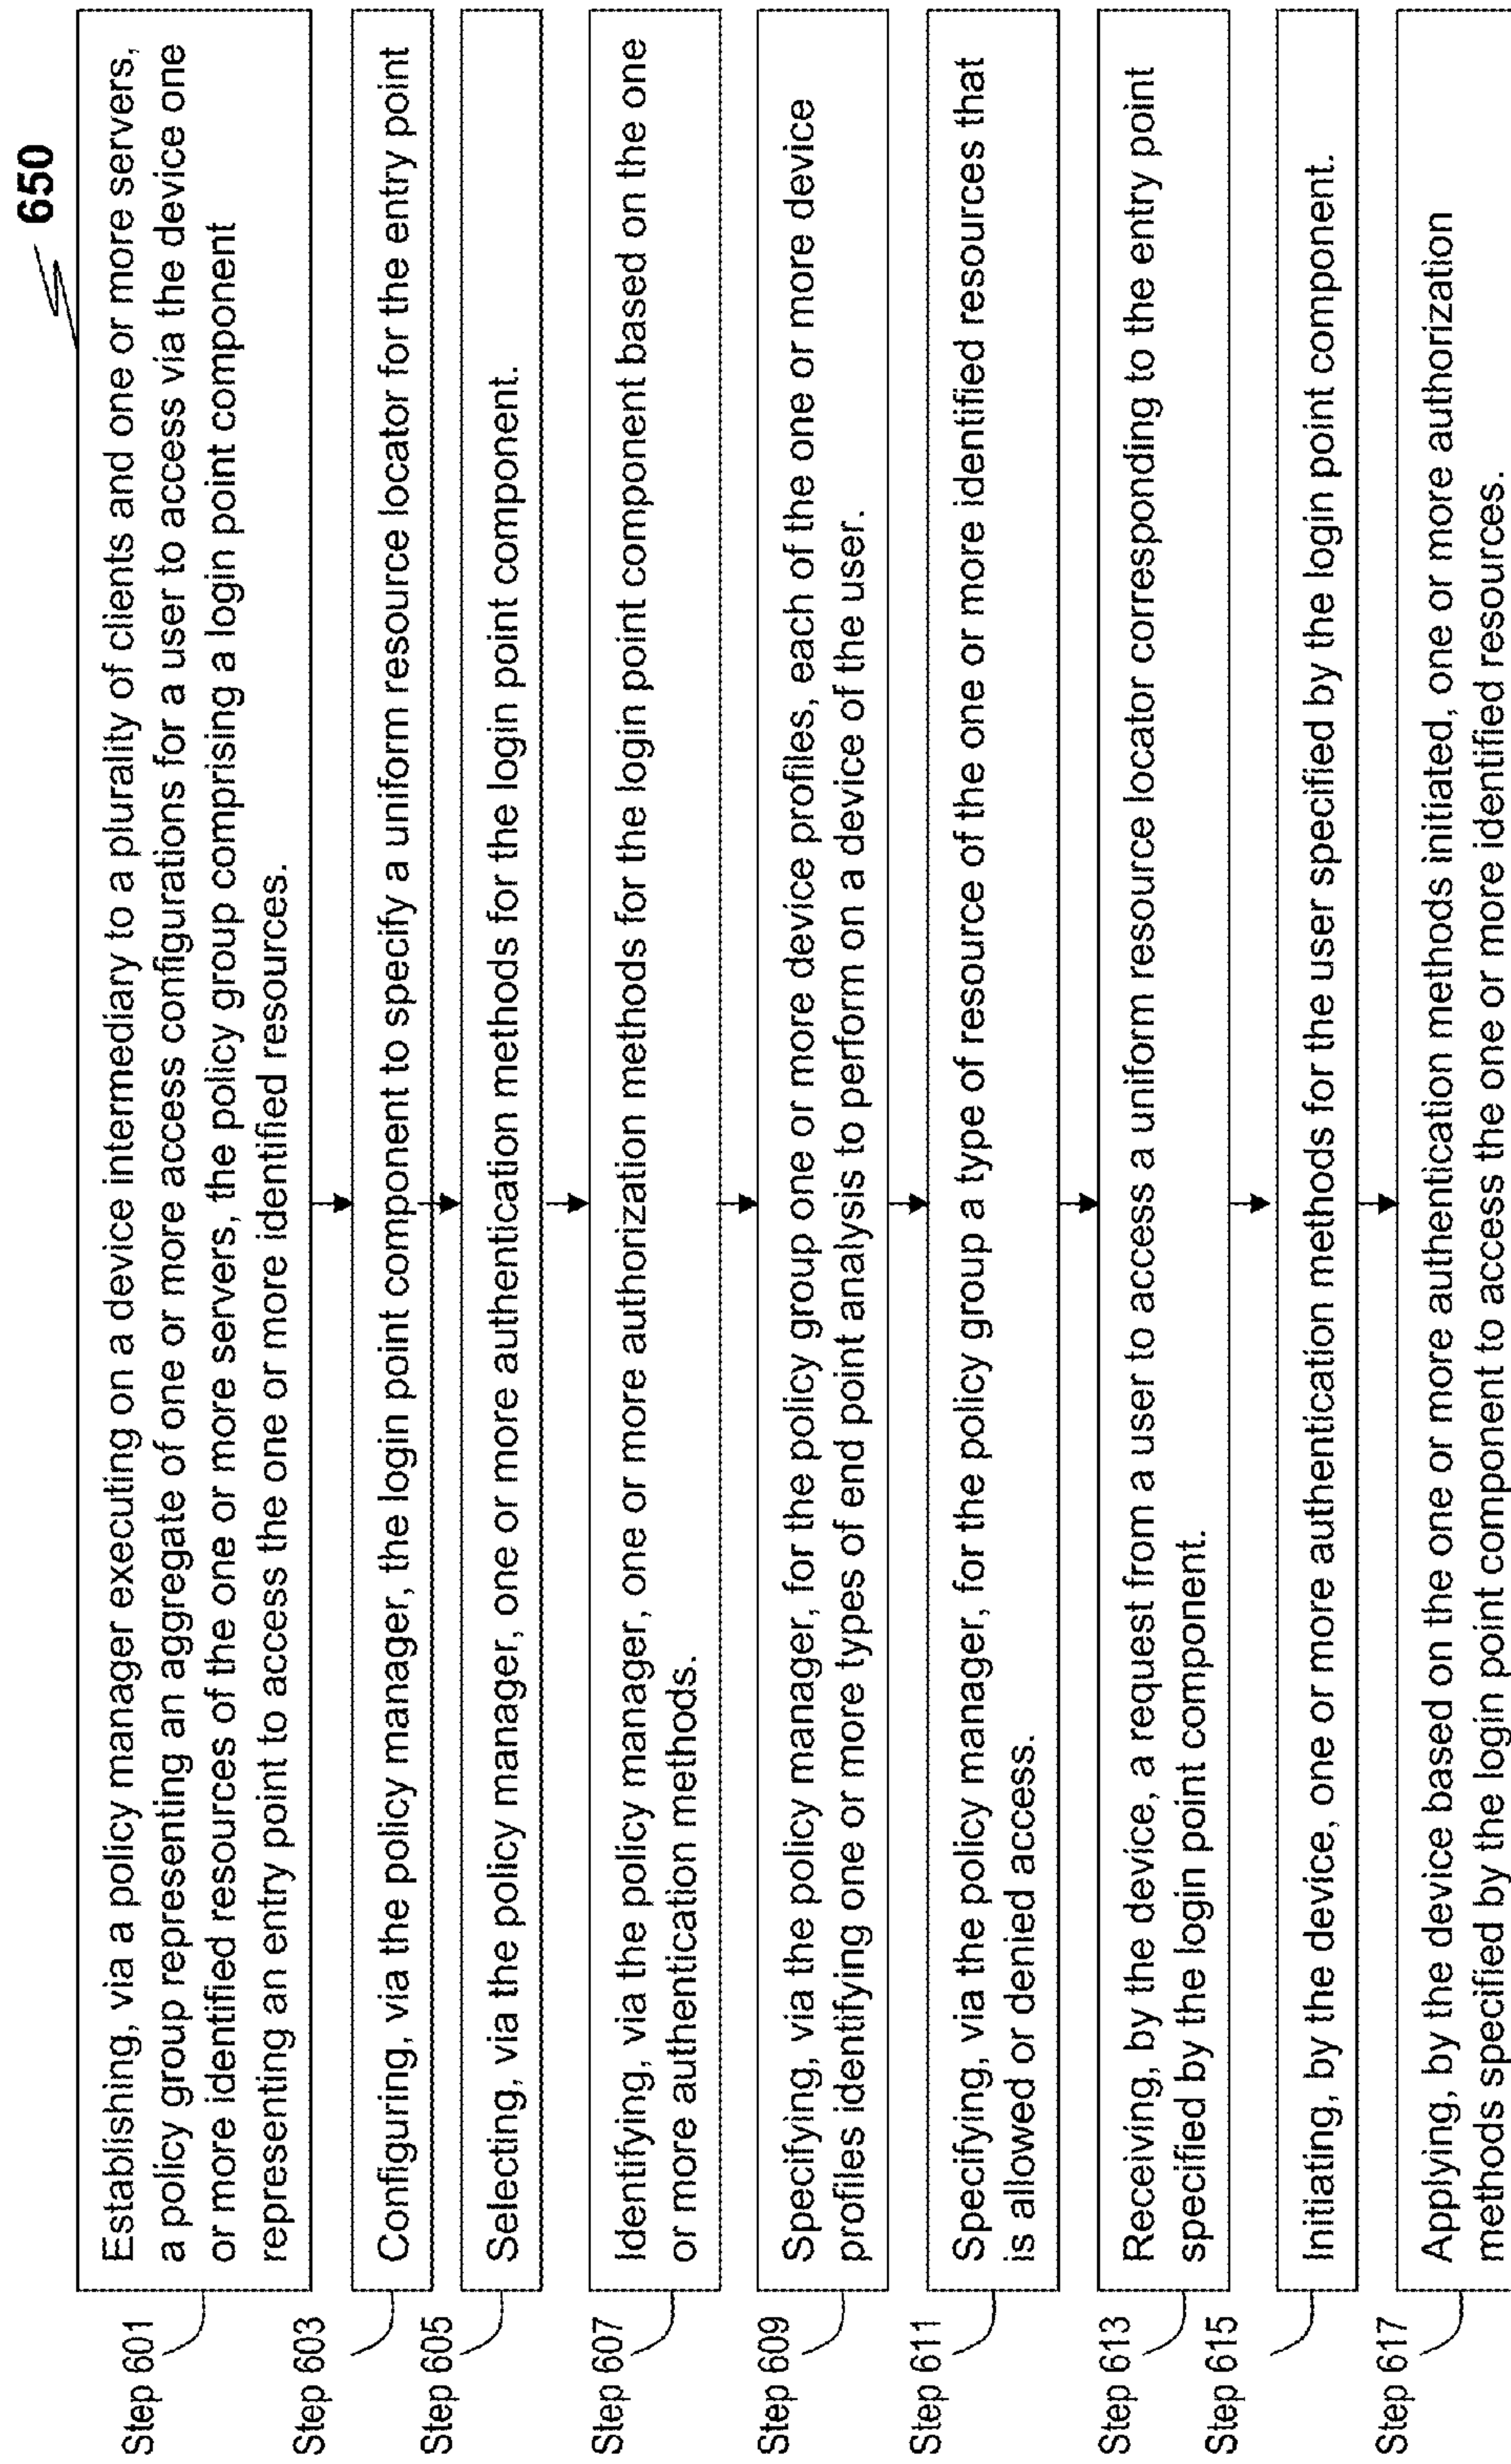 650
Step 601
Establishing, via a policy manager executing on a device intermediary to a plurality of clients and one or more servers,
a policy group representing an aggregate of one or more access configurations for a user to access via the device one
or more identified resources of the one or more servers, the policy group comprising a login point component
representing an entry point to access the one or more identified resources.
Step 603
Configuring, via the policy manager, the login point component to specify a uniform resource locator for the entry point
Step 605
Selecting, via the policy manager, one or more authentication methods for the login point component.
Step 607
Identifying, via the policy manager, one or more authorization methods for the login point component based on the one
or more authentication methods.
Step 609
Specifying, via the policy manager, for the policy group one or more device profiles, each of the one or more device
profiles identifying one or more types of end point analysis to perform on a device of the user.
Step 611
Specifying, via the policy manager, for the policy group a type of resource of the one or more identified resources that
is allowed or denied access.
Step 613
Receiving, by the device, a request from a user to access a uniform resource locator corresponding to the entry point
specified by the login point component.
Step 615
Initiating, by the device, one or more authentication methods for the user specified by the login point component.
Step 617
Applying, by the device based on the one or more authentication methods initiated, one or more authorization
methods specified by the login point component to access the one or more identified resources.